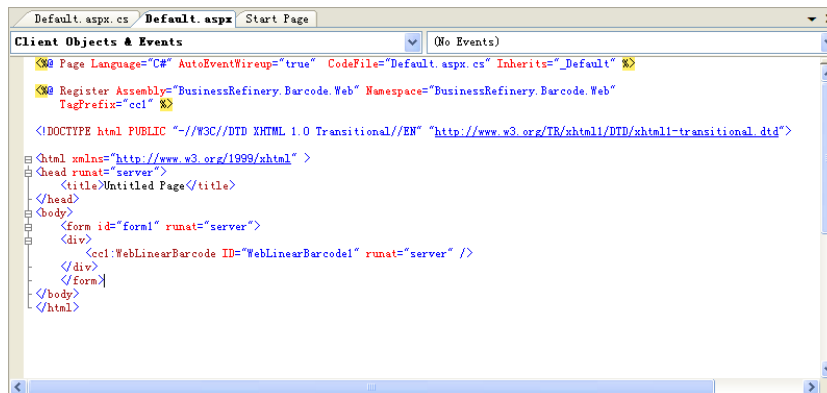 Default.aspx.cs Default.aspx Start Page
Client Objects & Events (No Events)
<%@ Page Language="C#" AutoEventWireup="true" CodeFile="Default.aspx.cs" Inherits="_Default" %>
<%@ Register Assembly="BusinessRefinery.Barcode.Web" Namespace="BusinessRefinery.Barcode.Web"
TagPrefix="cc1" %>
<!DOCTYPE html PUBLIC "-//W3C//DTD XHTML 1.0 Transitional//EN" "http://www.w3.org/TR/xhtml1/DTD/xhtml1-transitional.dtd">
<html xmlns="http://www.w3.org/1999/xhtml" >
<head runat="server">
<title>Untitled Page</title>
</head>
<body>
<form id="form1" runat="server">
<div>
<cc1:WebLinearBarcode ID="WebLinearBarcode1" runat="server" />
</div>
</form>
</body>
</html>